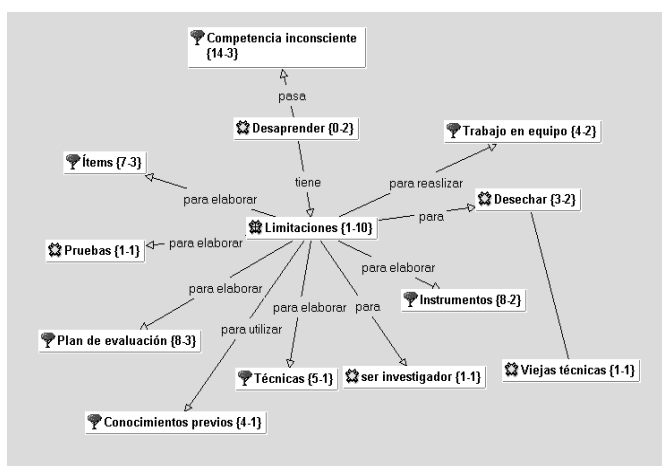 Competencia inconsciente
{14-3}
pasa
Desaprender {0-2}
Trabajo en equipo {4-2}
Ítems {7-3}
tiene
para reaslizar
para elaborar
Desechar {3-2}
para
Limitaciones {1-10}
Pruebas {1-1}
para elaborar
para elaborar
para elaborar
Instrumentos {8-2}
para elaborar
para
para utilizar
Plan de evaluación {8-3}
Técnicas {5-1}
ser investigador {1-1}
Viejas técnicas {1-1}
Conocimientos previos {4-1}